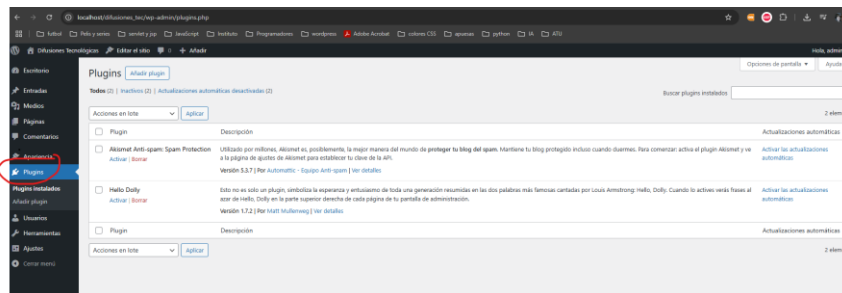 localhost/difusiones_tec/wp-admin/plugins.php
futbol Pelis y series servlet y jsp JavaScript Instituto Programadores wordpress Adobe Acrobat colores CSS apuntes python IA ATU
Difusiones Tecnológicas Editar el sitio 0 Añadir Hola, admin
Escritorio
Entradas
Medios
Páginas
Comentarios
Apariencia
Plugins
Plugins instalados
Añadir plugin
Usuarios
Herramientas
Ajustes
Cerrar menú
Opciones de pantalla Ayuda
Plugins Añadir plugin
Todos (2) | Inactivos (2) | Actualizaciones automáticas desactivadas (2)
Buscar plugins instalados
Acciones en lote Aplicar
2 elem
Plugin Descripción Actualizaciones automáticas
Akismet Anti-spam: Spam Protection
Activar | Borrar
Utilizado por millones, Akismet es, posiblemente, la mejor manera del mundo de proteger tu blog del spam. Mantiene tu blog protegido incluso cuando duermes. Para comenzar: activa el plugin Akismet y ve
a la página de ajustes de Akismet para establecer tu clave de la API.
Versión 5.3.7 | Por Automattic - Equipo Anti-spam | Ver detalles
Activar las actualizaciones
automáticas
Hello Dolly
Activar | Borrar
Esto no es solo un plugin, simboliza la esperanza y entusiasmo de toda una generación resumidas en las dos palabras más famosas cantadas por Louis Armstrong: Hello, Dolly. Cuando lo actives verás frases al
azar de Hello, Dolly en la parte superior derecha de cada página de tu pantalla de administración.
Versión 1.7.2 | Por Matt Mullenweg | Ver detalles
Activar las actualizaciones
automáticas
Plugin Descripción Actualizaciones automáticas
Acciones en lote Aplicar
2 elem